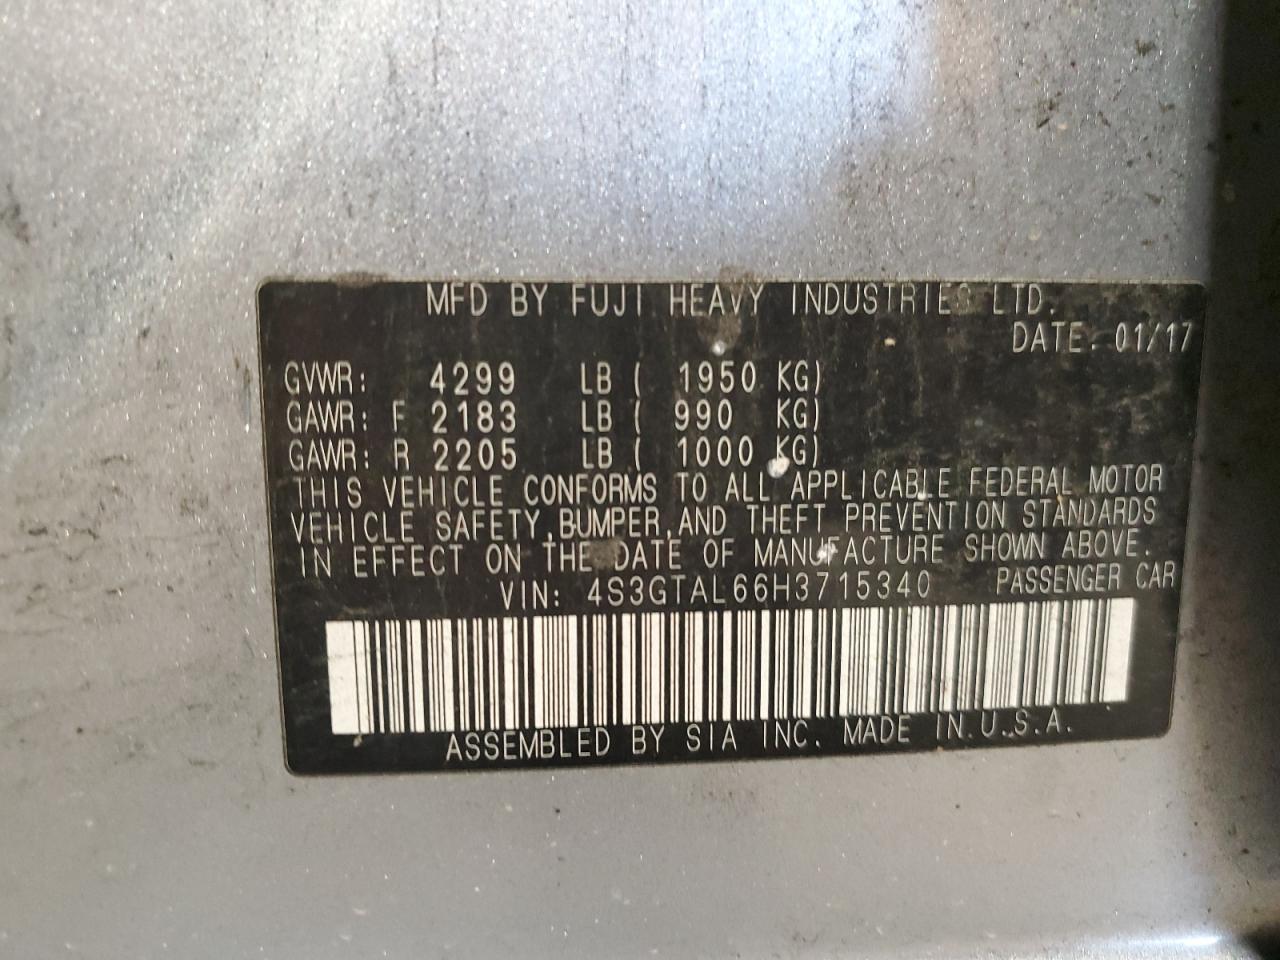 MFD BY FUJI HEAVY INDUSTRIES LTD.
DATE: 01/17
GVWR: 4299 LB ( 1950 KG)
GAWR: F 2183 LB ( 990 KG)
GAWR: R 2205 LB ( 1000 KG)
THIS VEHICLE CONFORMS TO ALL APPLICABLE FEDERAL MOTOR
VEHICLE SAFETY,BUMPER,AND THEFT PREVENTION STANDARDS
IN EFFECT ON THE DATE OF MANUFACTURE SHOWN ABOVE.
VIN: 4S3GTAL66H3715340 PASSENGER CAR
ASSEMBLED BY SIA INC. MADE IN U.S.A.